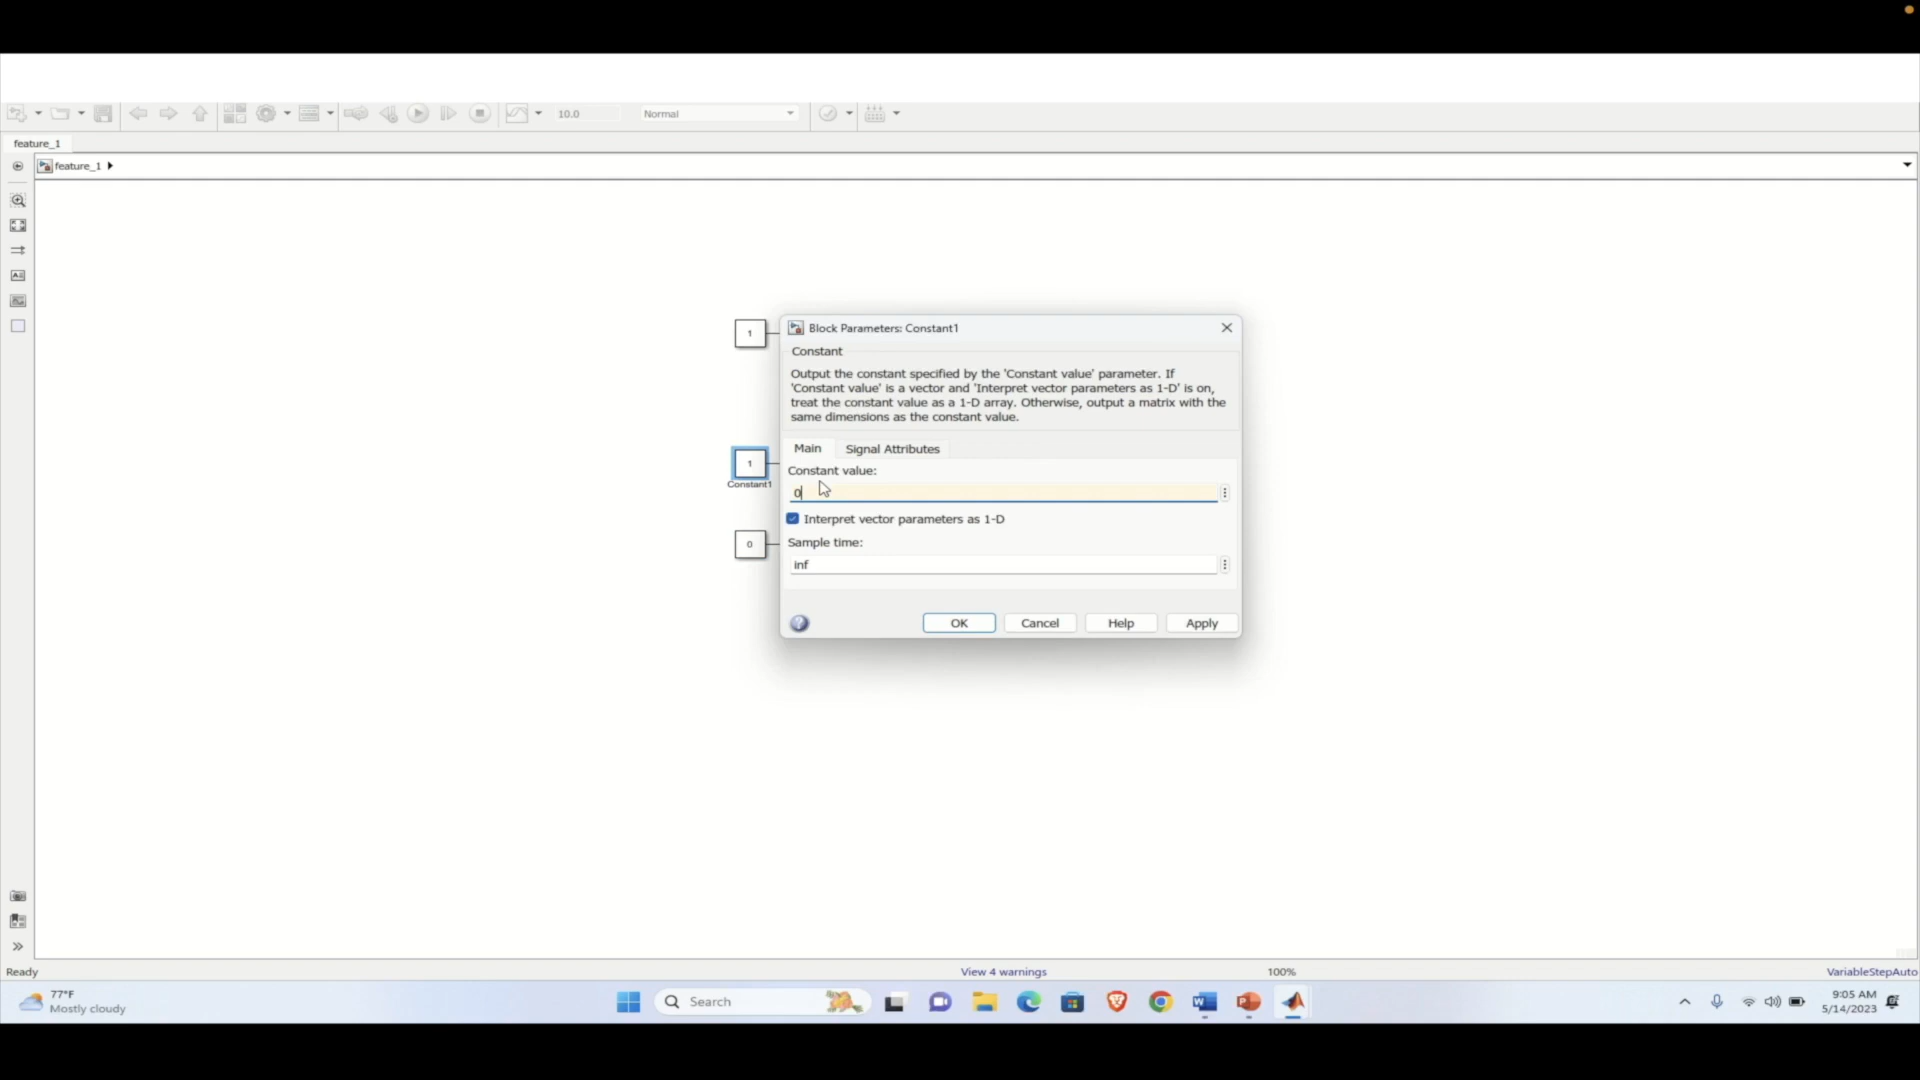 10.0
Normal
feature_1
feature_1
1
Block Parameters: Constant1
Constant
Output the constant specified by the 'Constant value' parameter. If
'Constant value' is a vector and 'Interpret vector parameters as 1-D' is on,
treat the constant value as a 1-D array. Otherwise, output a matrix with the
same dimensions as the constant value.
Main
Signal Attributes
1
Constant1
Constant value:
0
Interpret vector parameters as 1-D
0
Sample time:
inf
OK
Cancel
Help
Apply
Ready
View 4 warnings
100%
VariableStepAuto
77°F
Mostly cloudy
Search
9:05 AM
5/14/2023